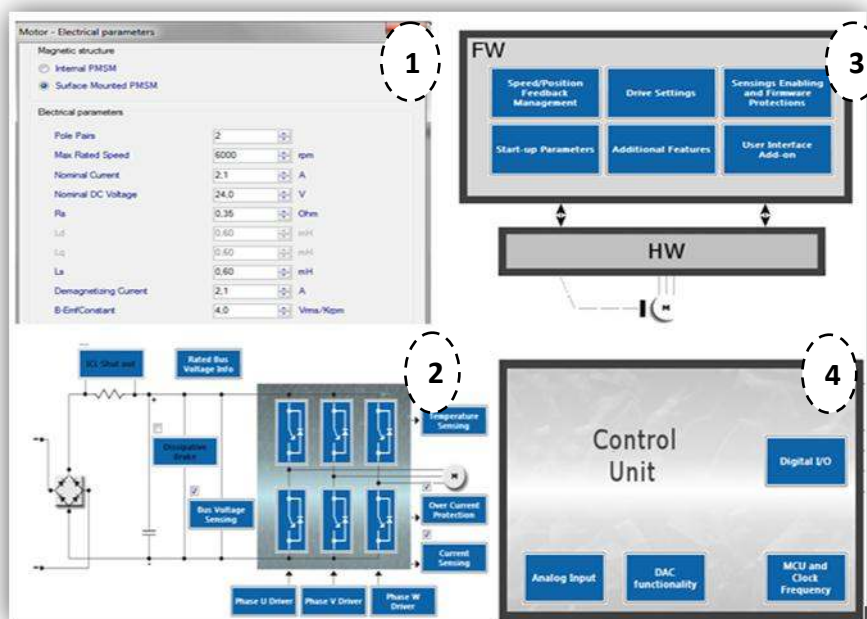 Motor - Electrical parameters
Magnetic structure
Internal PMSM
Surface Mounted PMSM
Electrical parameters
Pole Pairs 2
Max Rated Speed 6000 rpm
Nominal Current 2,1 A
Nominal DC Voltage 24,0 V
Rs 0,35 Ohm
Ld 0,60 mH
Lq 0,60 mH
Ls 0,60 mH
Demagnetizing Current 2,1 A
B-EmfConstant 4,0 Vrms/Krpm
1
FW
3
Speed/Position
Feedback
Management
Drive Settings
Sensings Enabling
and Firmware
Protections
Start-up Parameters
Additional Features
User Interface
Add-on
HW
M
ICL Shut out
Rated Bus
Voltage Info
2
Dissipative
Brake
Bus Voltage
Sensing
Temperature
Sensing
M
Over Current
Protection
Current
Sensing
Phase U Driver
Phase V Driver
Phase W
Driver
4
Control
Unit
Digital I/O
Analog Input
DAC
functionality
MCU and
Clock
Frequency